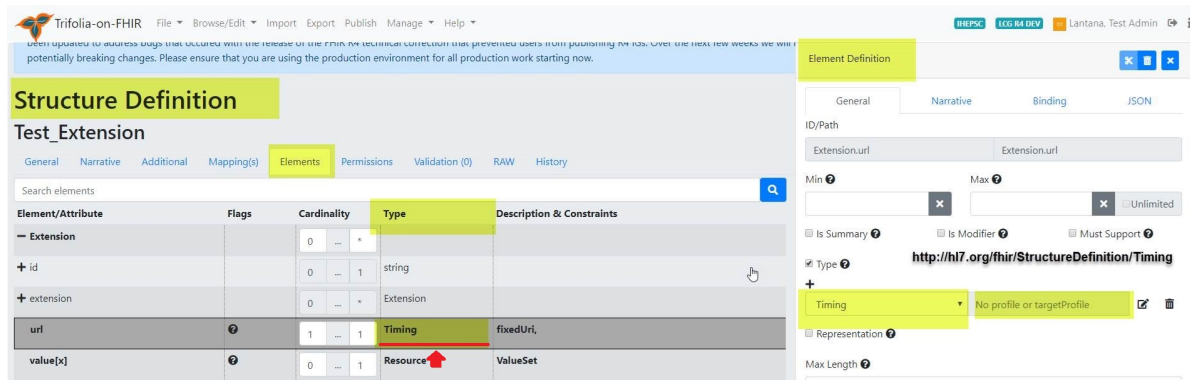 Trifolia-on-FHIR File Browse/Edit Import Export Publish Manage Help IHEPSC LCG R4 DEV Lantana, Test Admin
been updated to address bugs that occured with the release of the FHIR R4 technical correction that prevented users from publishing R4 IGs. Over the next few weeks we will
potentially breaking changes. Please ensure that you are using the production environment for all production work starting now.
Structure Definition
Test_Extension
General Narrative Additional Mapping(s) Elements Permissions Validation (0) RAW History
Search elements
Element/Attribute Flags Cardinality Type Description & Constraints
Extension 0 ... *
id 0 ... 1 string
extension 0 ... * Extension
url 1 ... 1 Timing fixedUri,
value[x] 0 ... 1 Resource ValueSet
Element Definition
General Narrative Binding JSON
ID/Path
Extension.url Extension.url
Min Max
Unlimited
Is Summary Is Modifier Must Support
Type http://hl7.org/fhir/StructureDefinition/Timing
Timing No profile or targetProfile
Representation
Max Length